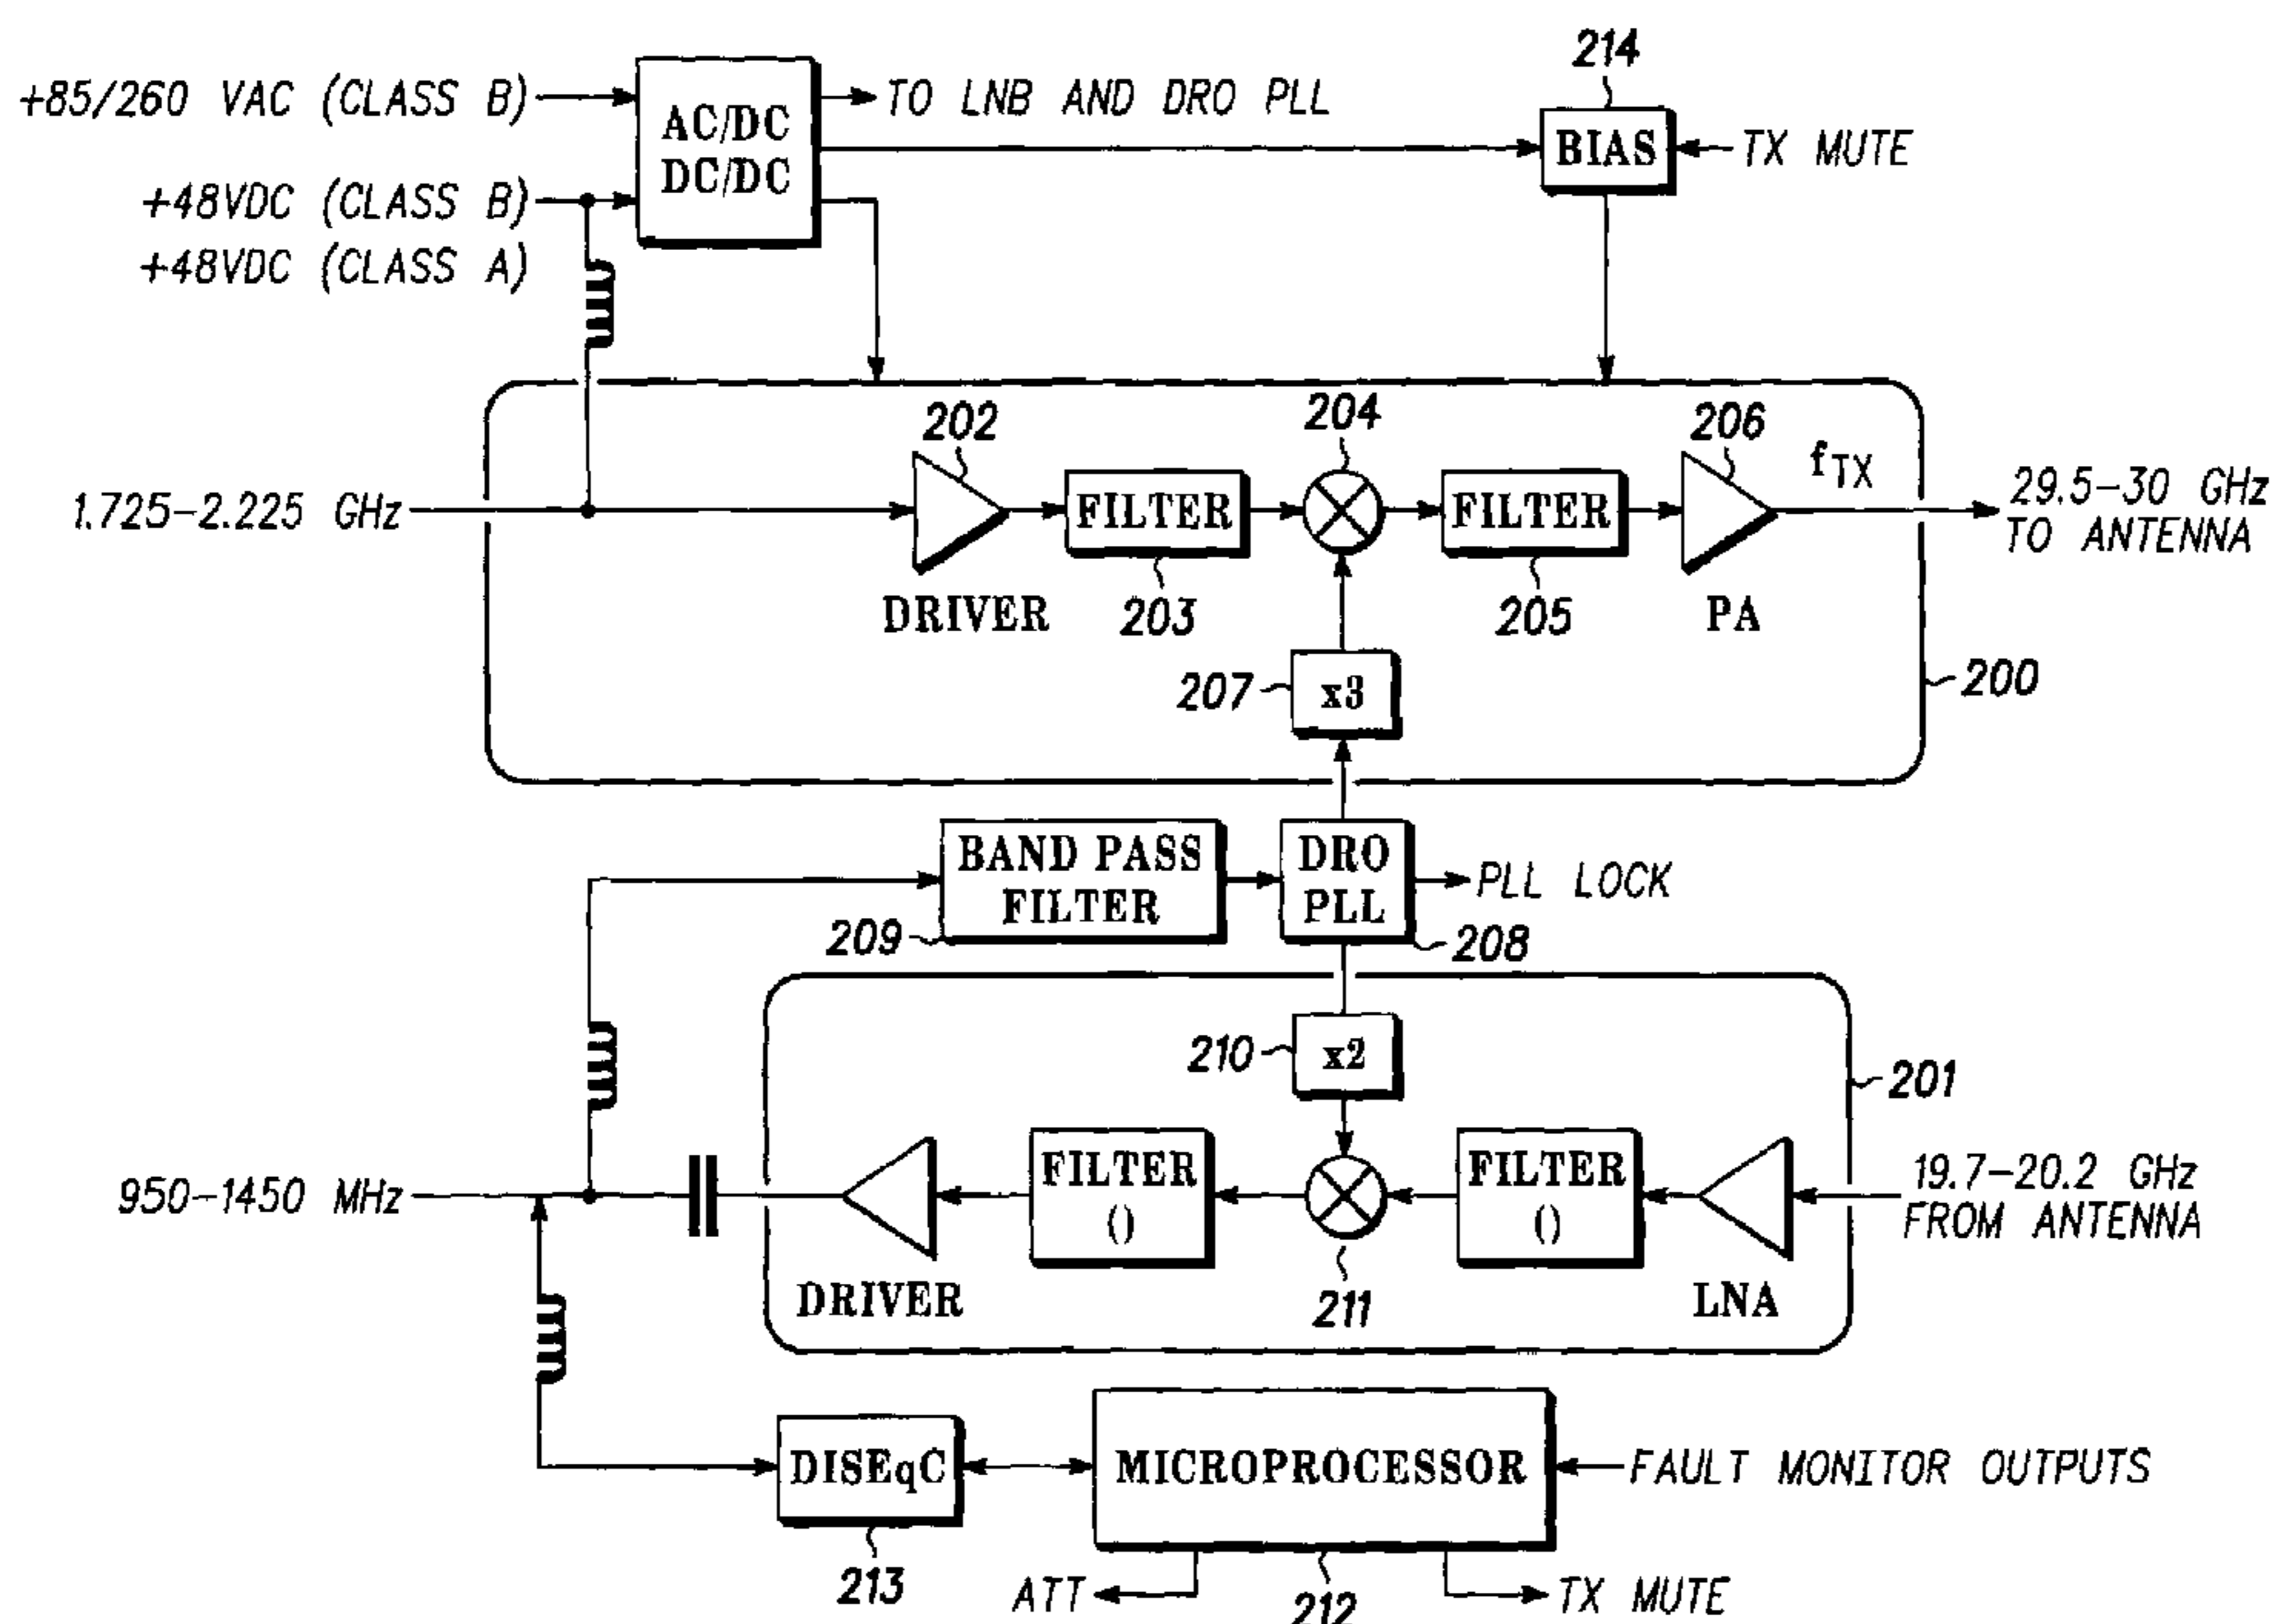 214
+85/260 VAC (CLASS B)
AC/DC
DC/DC
TO LNB AND DRO PLL
BIAS
TX MUTE
+48VDC (CLASS B)
+48VDC (CLASS A)
202
204
206
fTX
1.725-2.225 GHz
FILTER
FILTER
29.5-30 GHz
TO ANTENNA
DRIVER
203
205
PA
207
x3
200
BAND PASS
FILTER
DRO
PLL
PLL LOCK
209
208
210
x2
201
950-1450 MHz
FILTER
()
FILTER
()
19.7-20.2 GHz
FROM ANTENNA
DRIVER
211
LNA
DISEqC
MICROPROCESSOR
FAULT MONITOR OUTPUTS
213
ATT
212
TX MUTE